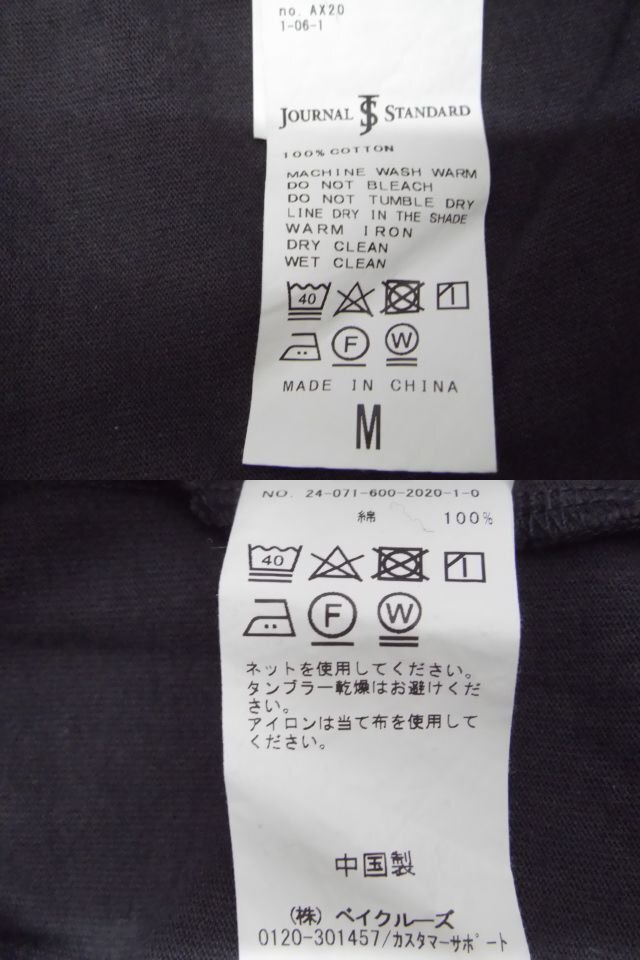 no. AX20
1-06-1
JOURNAL JS STANDARD
100% COTTON
MACHINE WASH WARM
DO NOT BLEACH
DO NOT TUMBLE DRY
LINE DRY IN THE SHADE
WARM IRON
DRY CLEAN
WET CLEAN
40
F W
MADE IN CHINA
M
NO. 24-071-600-2020-1-0
綿 100%
40
F W
ネットを使用してください。
タンブラー乾燥はお避けくだ
さい。
アイロンは当て布を使用して
ください。
中国製
(株) ベイクルーズ
0120-301457/カスタマーサポート